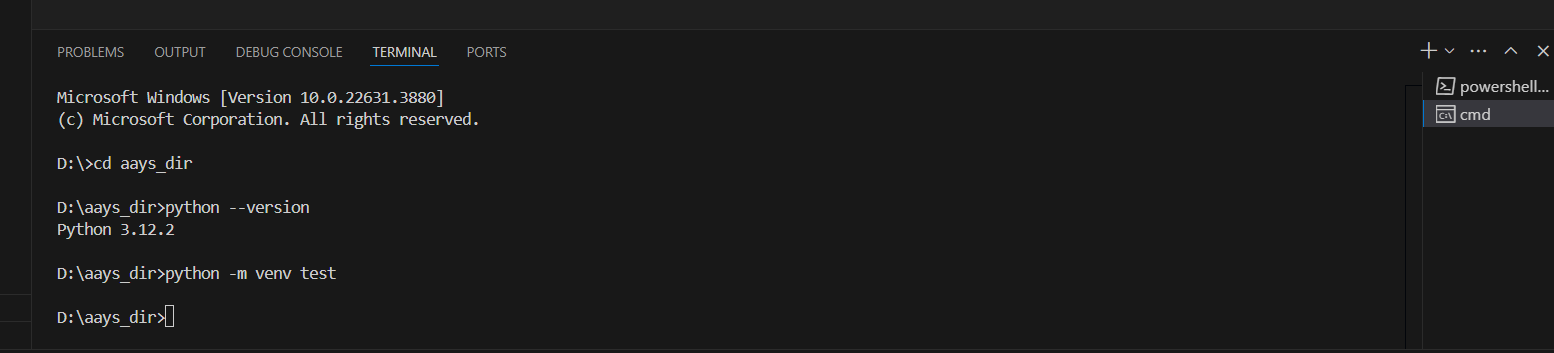 PROBLEMS OUTPUT DEBUG CONSOLE TERMINAL PORTS
Microsoft Windows [Version 10.0.22631.3880]
(c) Microsoft Corporation. All rights reserved.
D:\>cd aays_dir
D:\aays_dir>python --version
Python 3.12.2
D:\aays_dir>python -m venv test
D:\aays_dir>
powershell...
cmd